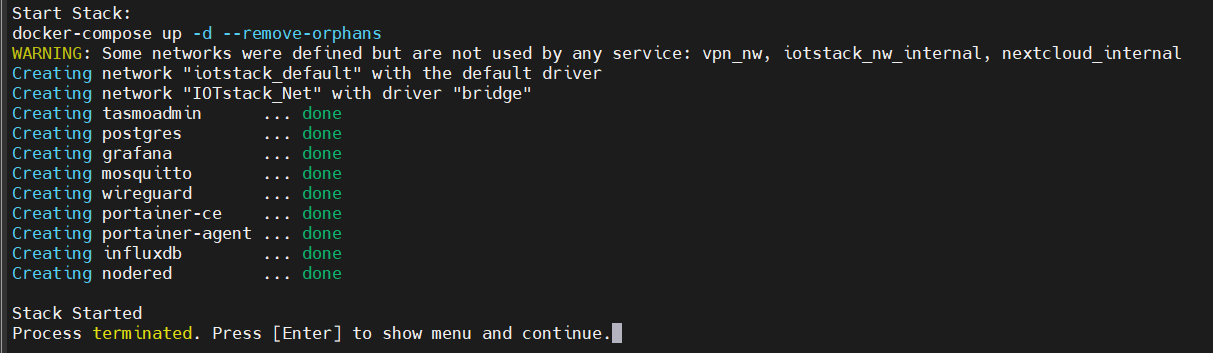 Start Stack:
docker-compose up -d --remove-orphans
WARNING: Some networks were defined but are not used by any service: vpn_nw, iotstack_nw_internal, nextcloud_internal
Creating network "iotstack_default" with the default driver
Creating network "IOTstack_Net" with driver "bridge"
Creating tasmoadmin      ... done
Creating postgres        ... done
Creating grafana         ... done
Creating mosquitto       ... done
Creating wireguard       ... done
Creating portainer-ce    ... done
Creating portainer-agent ... done
Creating influxdb        ... done
Creating nodered         ... done
Stack Started
Process terminated. Press [Enter] to show menu and continue.